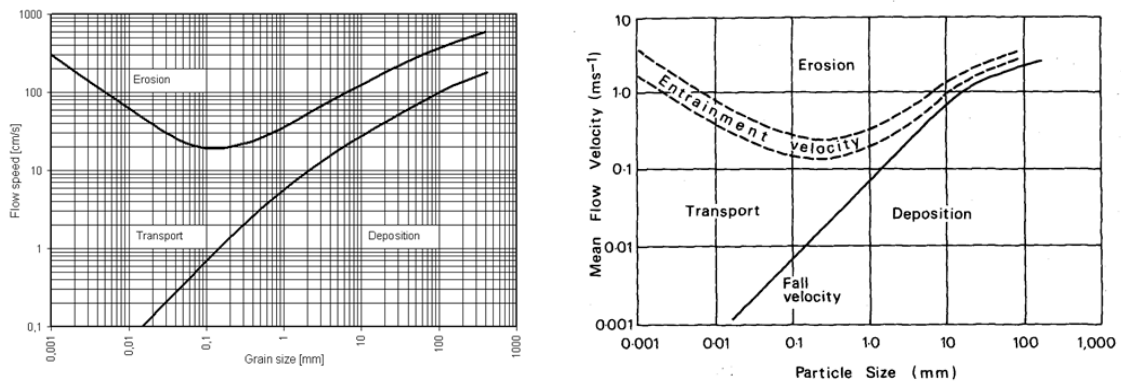 1000
100
10
1
0,1
Flow speed [cm/s]
Erosion
Transport
Deposition
0,001
0,01
0,1
1
10
100
1000
Grain size [mm]
10
1·0
0·1
0·01
0·001
Mean Flow Velocity (ms⁻¹)
Erosion
Entrainment velocity
Transport
Deposition
Fall
velocity
0·001
0·01
0·1
1·0
10
100
1,000
Particle Size (mm)